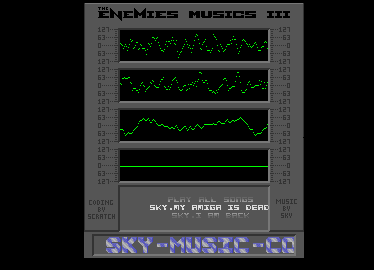 THE ENEMIES MUSICS III
127 127
63 63
0 0
63 63
127 127
127 127
63 63
0 0
63 63
127 127
127 127
63 63
0 0
63 63
127 127
127 127
63 63
0 0
63 63
127 127
PLAY ALL SONGS
SKY.MY AMIGA IS DEAD
SKY.I AM BACK
CODING
BY
SCRATCH
MUSIC
BY
SKY
SKY-MUSIC-CO